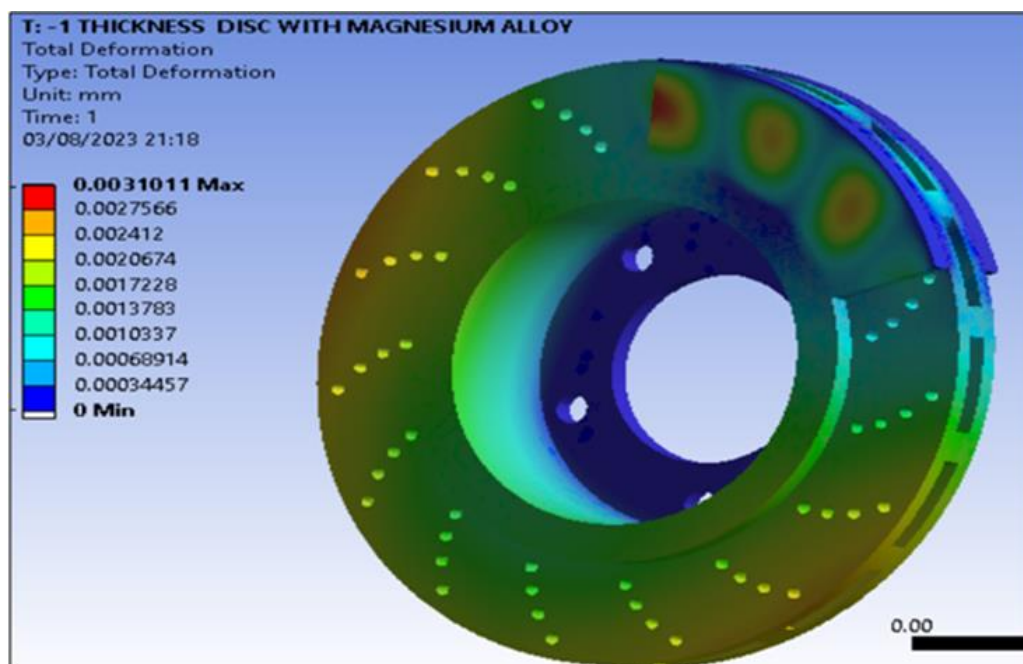 T: -1 THICKNESS DISC WITH MAGNESIUM ALLOY
Total Deformation
Type: Total Deformation
Unit: mm
Time: 1
03/08/2023 21:18
0.0031011 Max
0.0027566
0.002412
0.0020674
0.0017228
0.0013783
0.0010337
0.00068914
0.00034457
0 Min
0.00